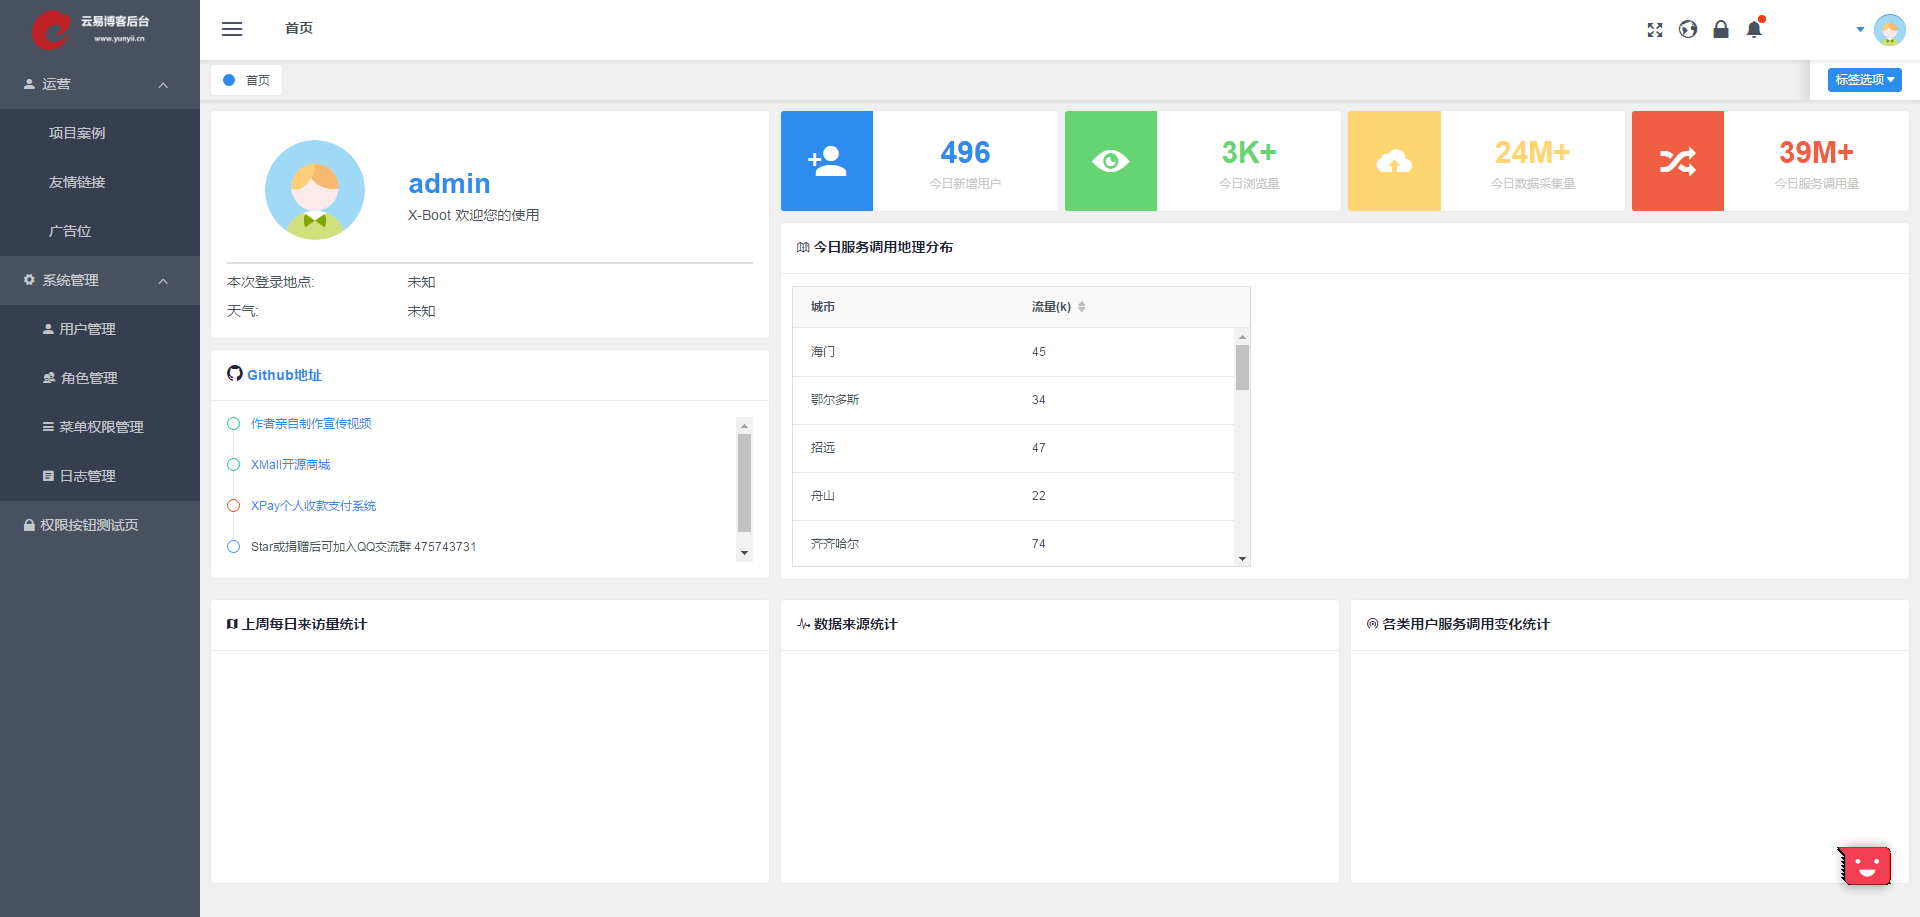 云易博客后台
www.yunyii.cn
首页
运营
项目案例
友情链接
广告位
系统管理
用户管理
角色管理
菜单权限管理
日志管理
权限按钮测试页
首页
标签选项
admin
X-Boot 欢迎您的使用
本次登录地点:
未知
天气:
未知
496
今日新增用户
3K+
今日浏览量
24M+
今日数据采集量
39M+
今日服务调用量
Github地址
作者亲自制作宣传视频
XMall开源商城
XPay个人收款支付系统
Star或捐赠后可加入QQ交流群 475743731
今日服务调用地理分布
城市 流量(k)
海门 45
鄂尔多斯 34
招远 47
舟山 22
齐齐哈尔 74
上周每日来访量统计
数据来源统计
各类用户服务调用变化统计